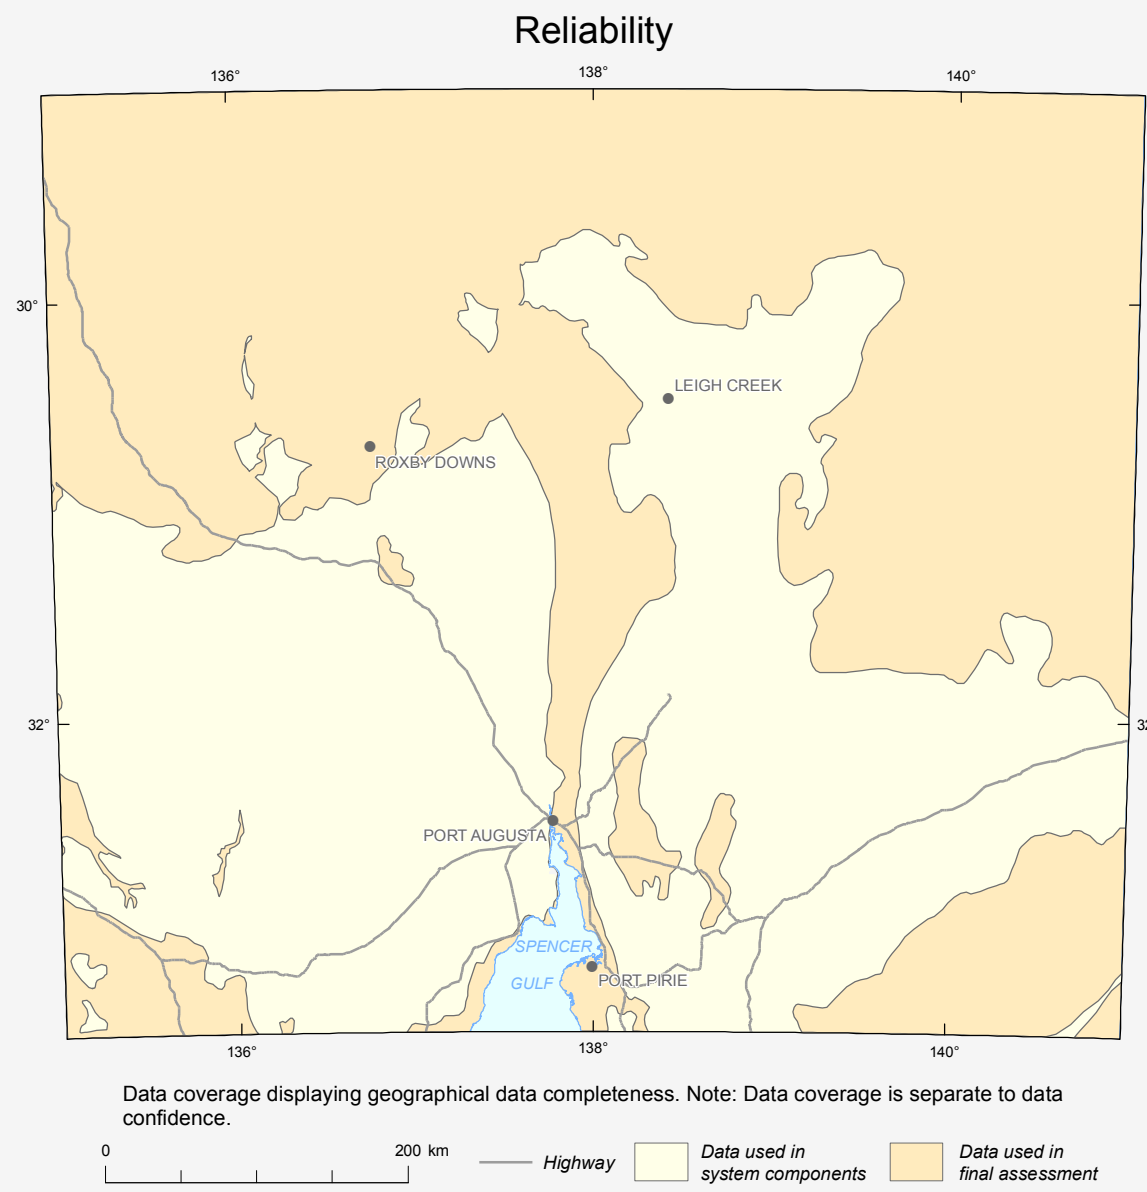 Reliability
136°
138°
140°
30°
LEIGH CREEK
ROXBY DOWNS
32°
32
PORT AUGUSTA
SPENCER
GULF
PORT PIRIE
136°
138°
140°
Data coverage displaying geographical data completeness. Note: Data coverage is separate to data
confidence.
0
200 km
Highway
Data used in
system components
Data used in
final assessment